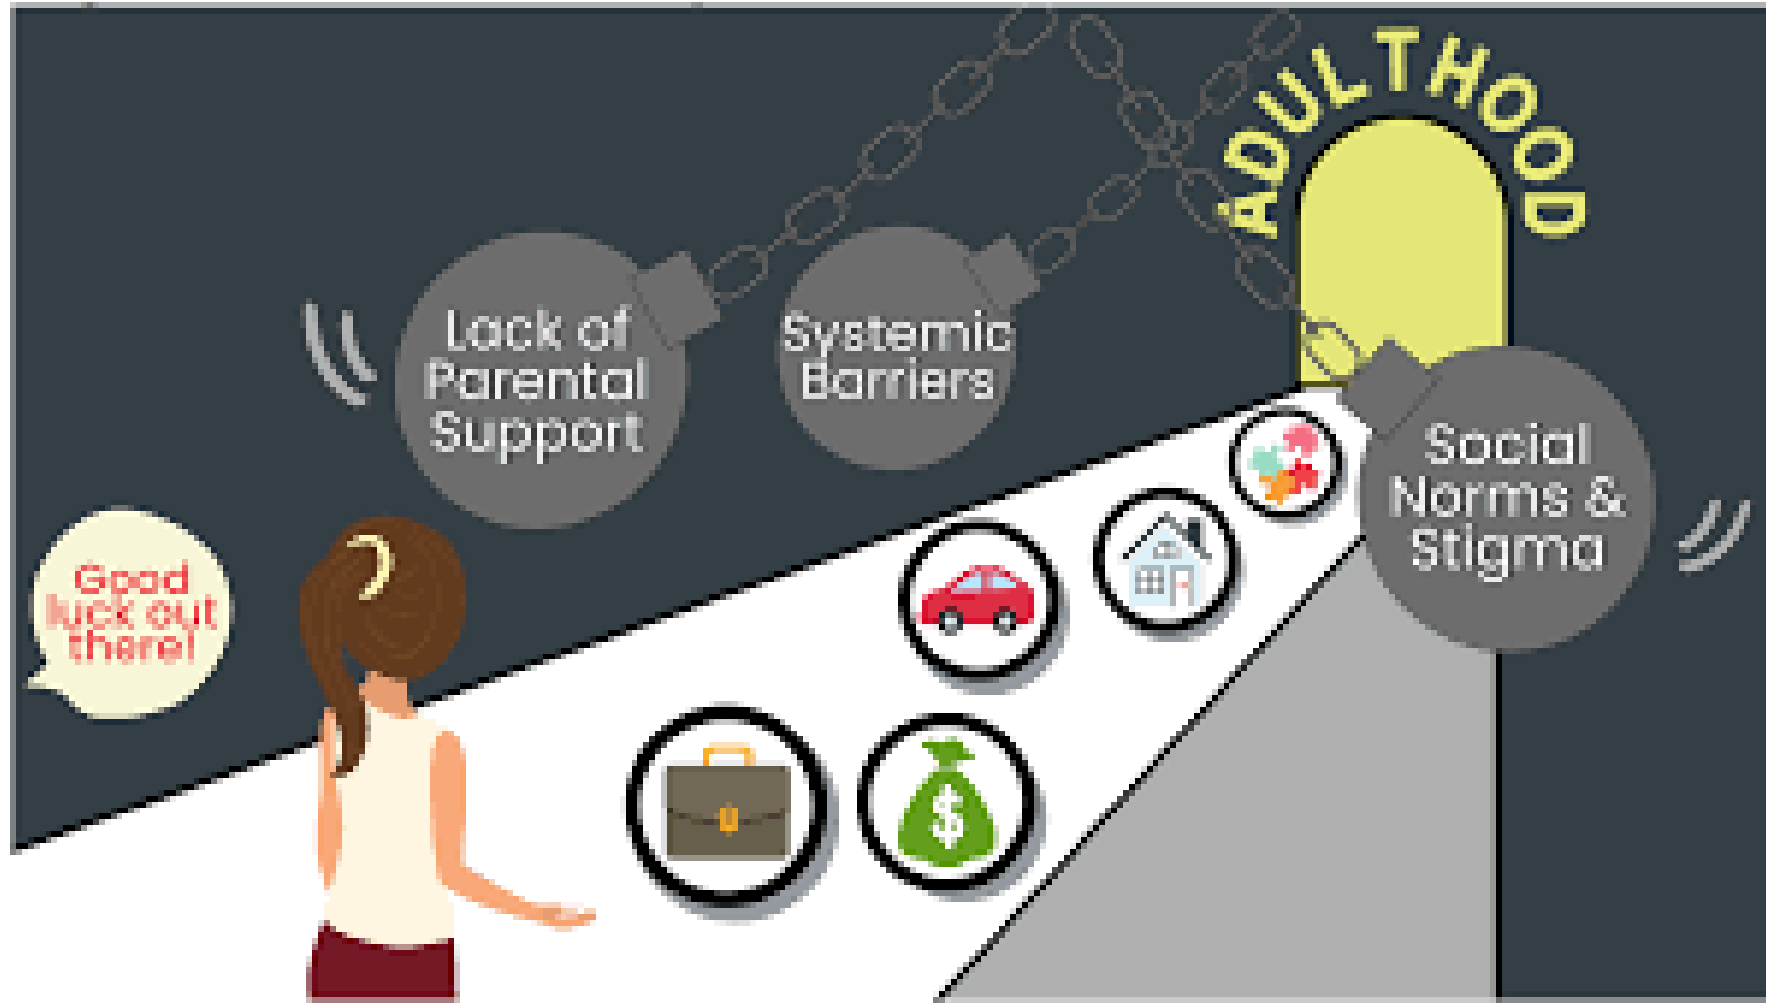 ADULTHOOD
Lack of
Parental
Support
Systemic
Barriers
Social
Norms &
Stigma
Good
luck out
there!
$